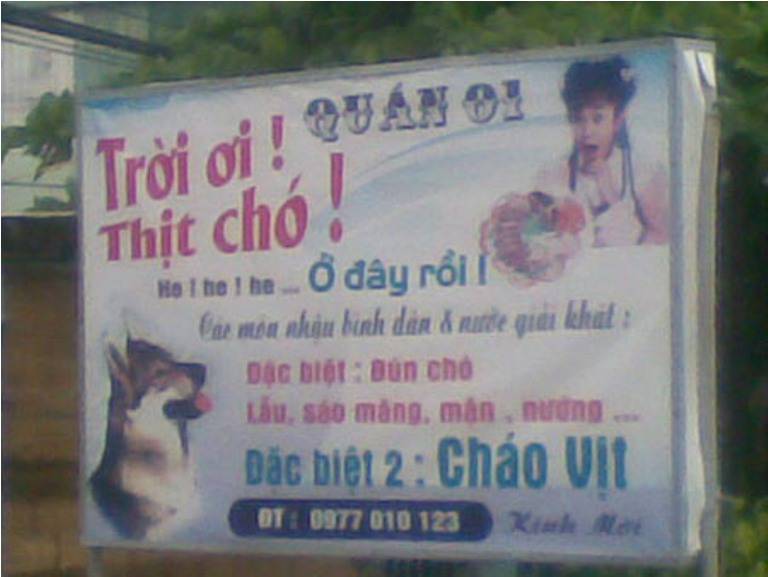 QUÁN 01
Trời ơi !
Thịt chó !
He ! he ! he ... Ở đây rồi !
Các món nhậu bình dân & nước giải khát :
Đặc biệt : Bún chó
Lẩu, sáo măng, mận , nướng ...
Đặc biệt 2 : Cháo Vịt
ĐT : 0977 010 123
Kính Mời